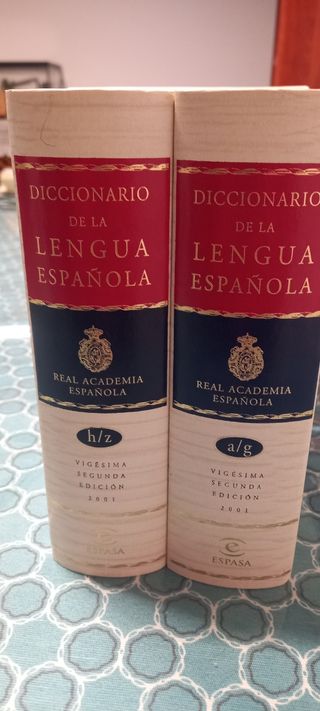 DICCIONARIO
DE LA
LENGUA
ESPAÑOLA
REAL ACADEMIA
ESPAÑOLA
h/z
VIGÉSIMA
SEGUNDA
EDICIÓN
2001
e
ESPASA
DICCIONARIO
DE LA
LENGUA
ESPAÑOLA
REAL ACADEMIA
ESPAÑOLA
a/g
VIGÉSIMA
SEGUNDA
EDICIÓN
2001
e
ESPASA